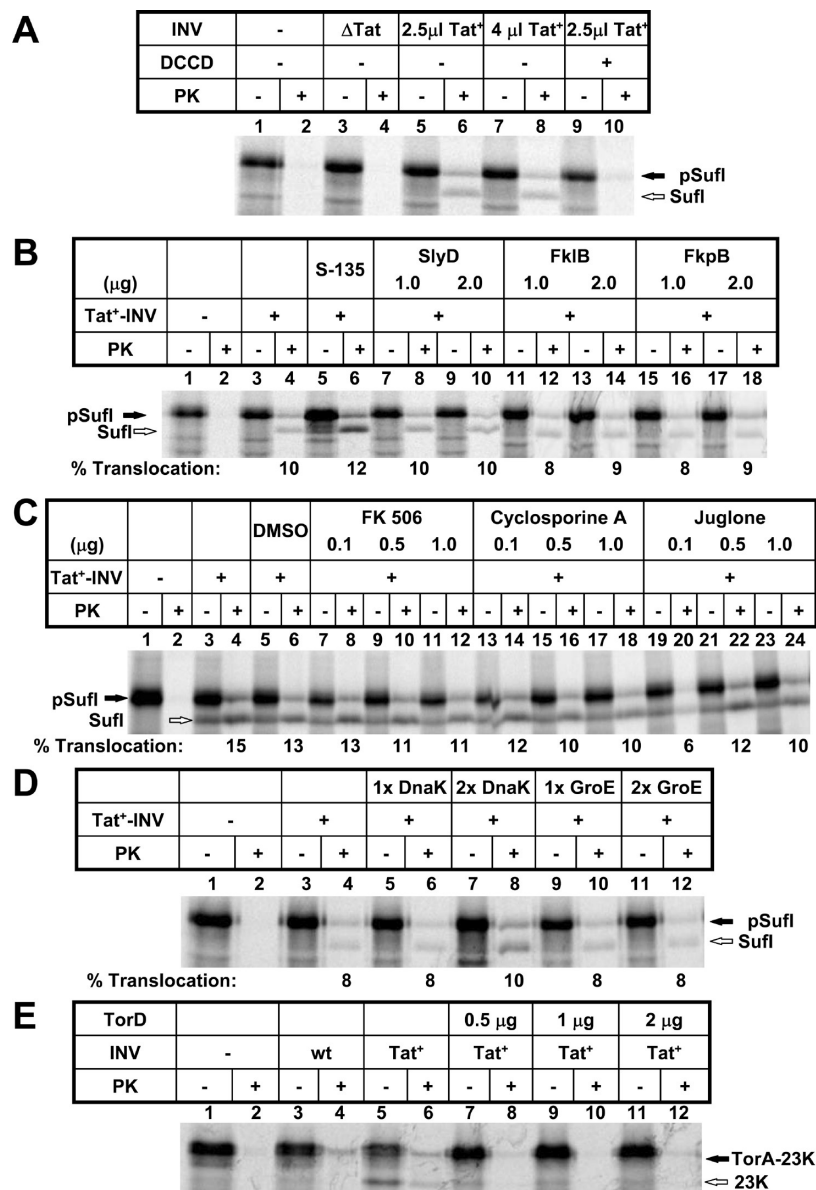 A
INV - ΔTat 2.5µl Tat⁺ 4 µl Tat⁺ 2.5µl Tat⁺
DCCD - - - - +
PK - + - + - + - + - +
1 2 3 4 5 6 7 8 9 10
pSufI
SufI
B
S-135 SlyD FklB FkpB
(µg) 1.0 2.0 1.0 2.0 1.0 2.0
Tat⁺-INV - + + + + +
PK - + - + - + - + - + - + - + - + - +
1 2 3 4 5 6 7 8 9 10 11 12 13 14 15 16 17 18
pSufI
SufI
% Translocation: 10 12 10 10 8 9 8 9
C
DMSO FK 506 Cyclosporine A Juglone
(µg) 0.1 0.5 1.0 0.1 0.5 1.0 0.1 0.5 1.0
Tat⁺-INV - + + + + +
PK - + - + - + - + - + - + - + - + - + - + - + - +
1 2 3 4 5 6 7 8 9 10 11 12 13 14 15 16 17 18 19 20 21 22 23 24
pSufI
SufI
% Translocation: 15 13 13 11 11 12 10 10 6 12 10
D
1x DnaK 2x DnaK 1x GroE 2x GroE
Tat⁺-INV - + + + + +
PK - + - + - + - + - + - +
1 2 3 4 5 6 7 8 9 10 11 12
pSufI
SufI
% Translocation: 8 8 10 8 8
E
TorD 0.5 µg 1 µg 2 µg
INV - wt Tat⁺ Tat⁺ Tat⁺ Tat⁺
PK - + - + - + - + - + - +
1 2 3 4 5 6 7 8 9 10 11 12
TorA-23K
23K